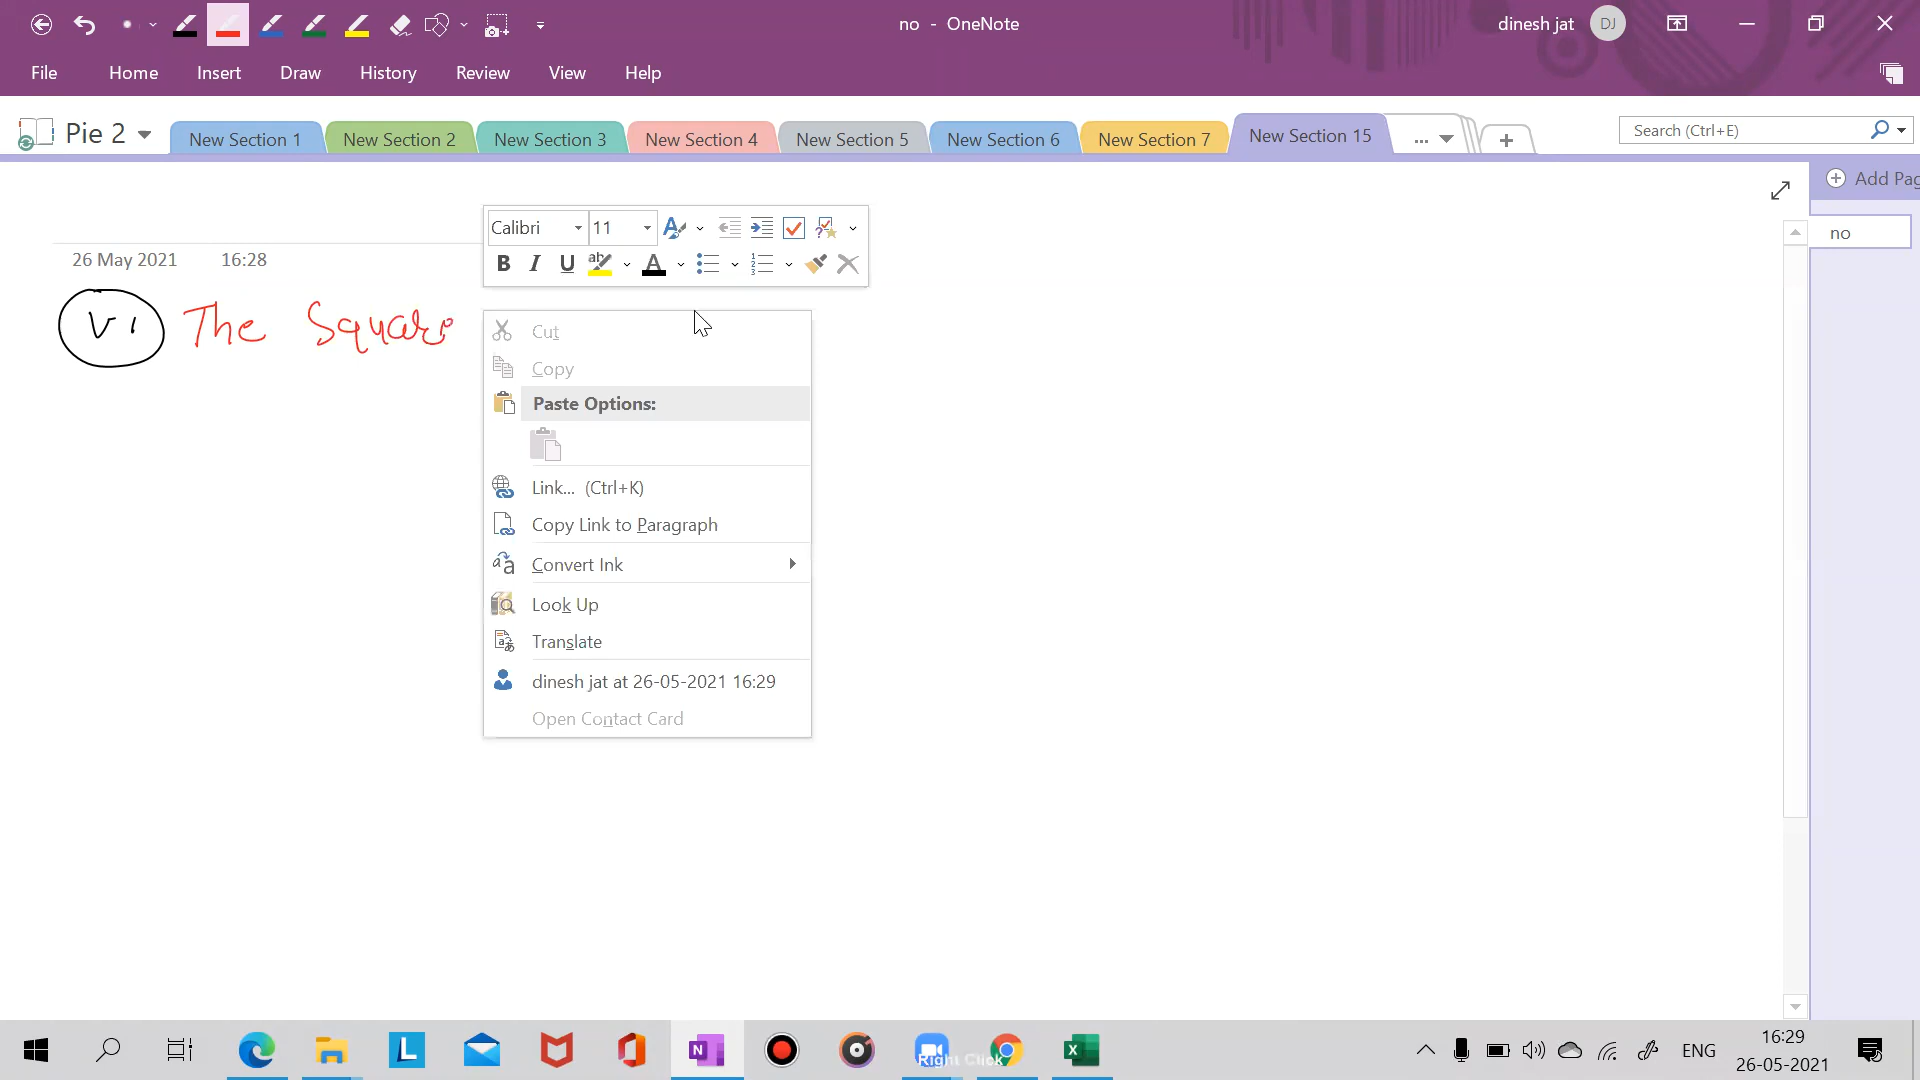 no - OneNote
dinesh jat
DJ
File Home Insert Draw History Review View Help
Pie 2
New Section 1
New Section 2
New Section 3
New Section 4
New Section 5
New Section 6
New Section 7
New Section 15
...
Search (Ctrl+E)
Add Pag
no
Calibri 11
B I U
26 May 2021 16:28
VI The Square
Cut
Copy
Paste Options:
Link... (Ctrl+K)
Copy Link to Paragraph
Convert Ink
Look Up
Translate
dinesh jat at 26-05-2021 16:29
Open Contact Card
Right Click
ENG
16:29
26-05-2021